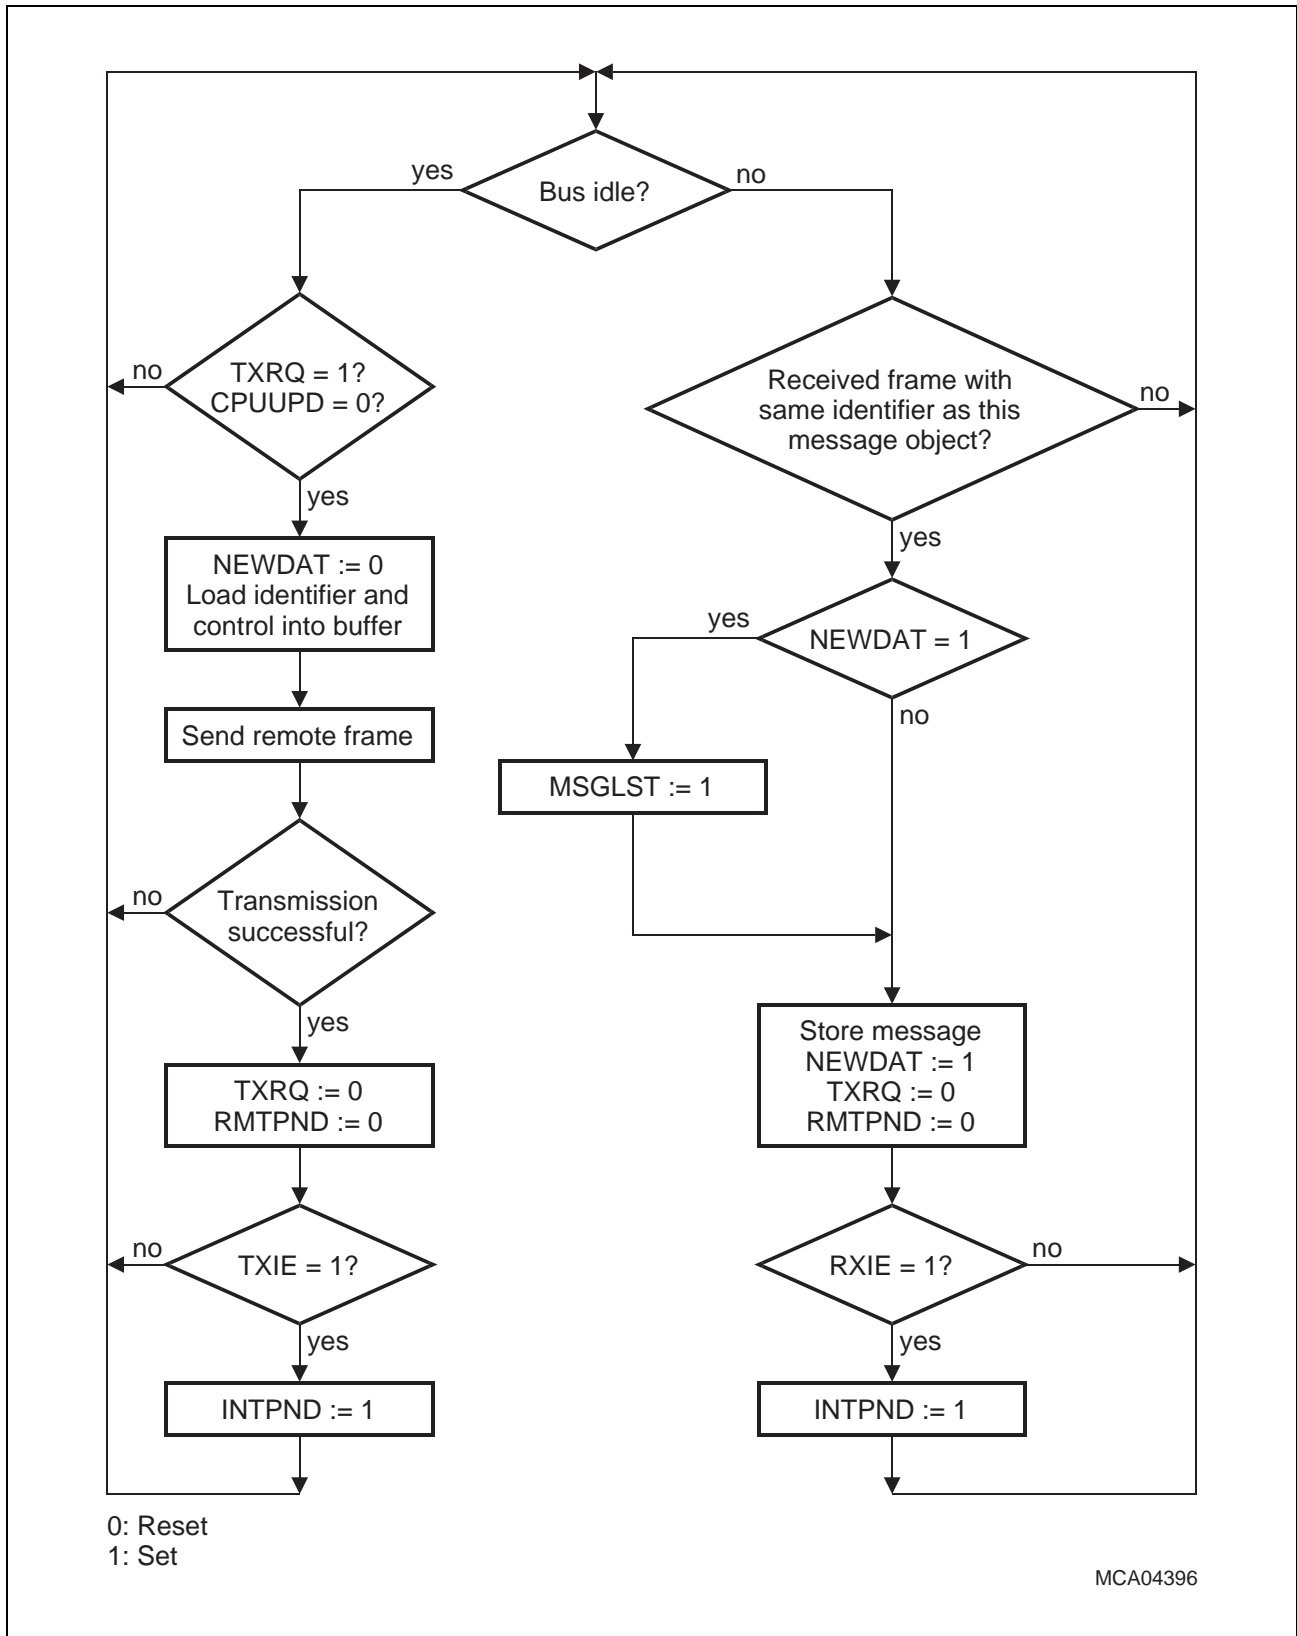 Bus idle?
yes
no
TXRQ = 1?
CPUUPD = 0?
no
yes
NEWDAT := 0
Load identifier and
control into buffer
Send remote frame
Transmission
successful?
no
yes
TXRQ := 0
RMTPND := 0
TXIE = 1?
no
yes
INTPND := 1
Received frame with
same identifier as this
message object?
no
yes
NEWDAT = 1
yes
no
MSGLST := 1
Store message
NEWDAT := 1
TXRQ := 0
RMTPND := 0
RXIE = 1?
no
yes
INTPND := 1
0: Reset
1: Set
MCA04396